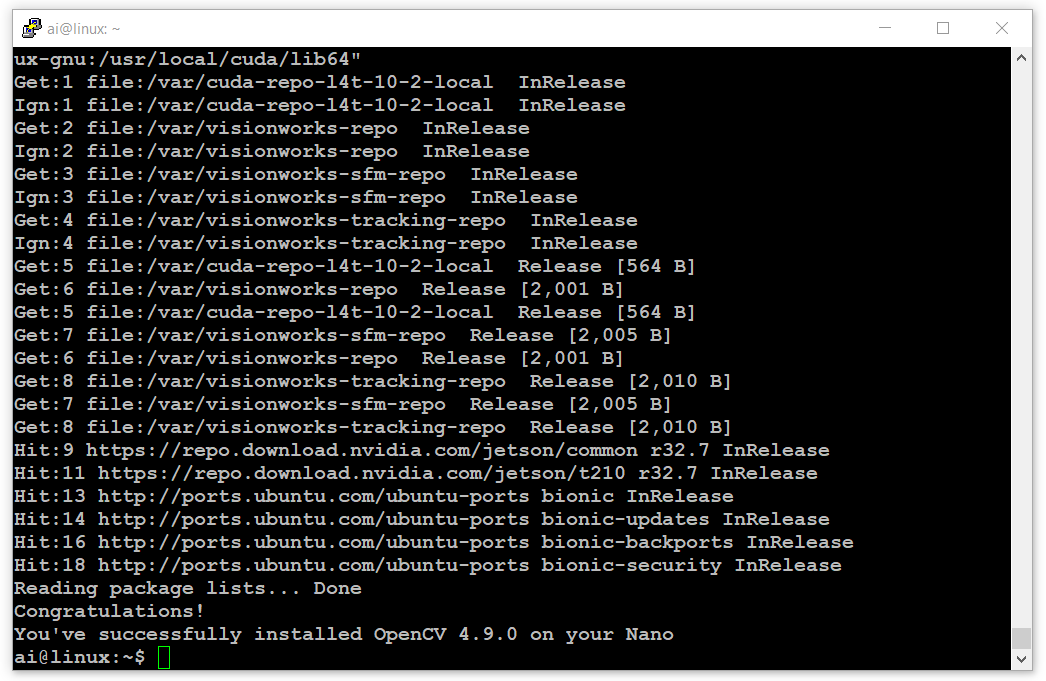 ai@linux: ~
ux-gnu:/usr/local/cuda/lib64"
Get:1 file:/var/cuda-repo-l4t-10-2-local  InRelease
Ign:1 file:/var/cuda-repo-l4t-10-2-local  InRelease
Get:2 file:/var/visionworks-repo  InRelease
Ign:2 file:/var/visionworks-repo  InRelease
Get:3 file:/var/visionworks-sfm-repo  InRelease
Ign:3 file:/var/visionworks-sfm-repo  InRelease
Get:4 file:/var/visionworks-tracking-repo  InRelease
Ign:4 file:/var/visionworks-tracking-repo  InRelease
Get:5 file:/var/cuda-repo-l4t-10-2-local  Release [564 B]
Get:6 file:/var/visionworks-repo  Release [2,001 B]
Get:5 file:/var/cuda-repo-l4t-10-2-local  Release [564 B]
Get:7 file:/var/visionworks-sfm-repo  Release [2,005 B]
Get:6 file:/var/visionworks-repo  Release [2,001 B]
Get:8 file:/var/visionworks-tracking-repo  Release [2,010 B]
Get:7 file:/var/visionworks-sfm-repo  Release [2,005 B]
Get:8 file:/var/visionworks-tracking-repo  Release [2,010 B]
Hit:9 https://repo.download.nvidia.com/jetson/common r32.7 InRelease
Hit:11 https://repo.download.nvidia.com/jetson/t210 r32.7 InRelease
Hit:13 http://ports.ubuntu.com/ubuntu-ports bionic InRelease
Hit:14 http://ports.ubuntu.com/ubuntu-ports bionic-updates InRelease
Hit:16 http://ports.ubuntu.com/ubuntu-ports bionic-backports InRelease
Hit:18 http://ports.ubuntu.com/ubuntu-ports bionic-security InRelease
Reading package lists... Done
Congratulations!
You've successfully installed OpenCV 4.9.0 on your Nano
ai@linux:~$